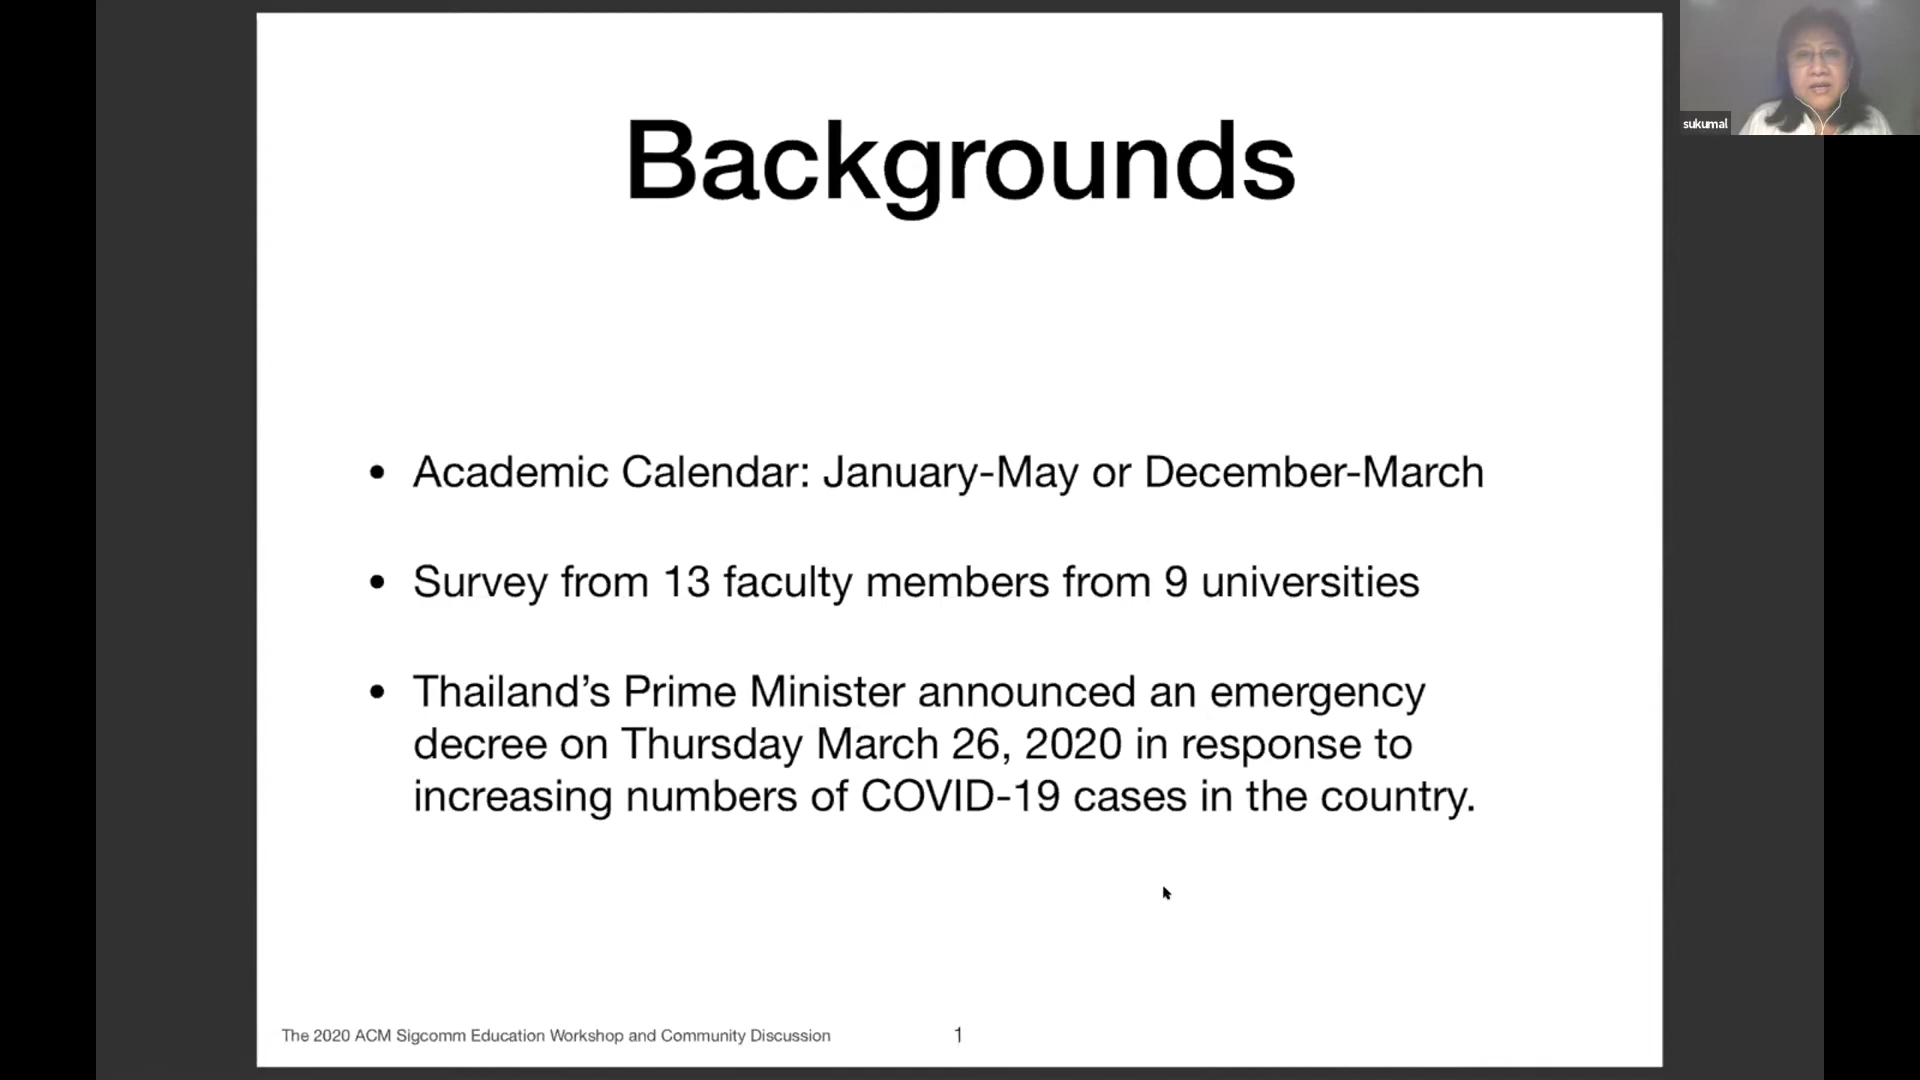 sukumal
Backgrounds
• Academic Calendar: January-May or December-March
• Survey from 13 faculty members from 9 universities
• Thailand’s Prime Minister announced an emergency
decree on Thursday March 26, 2020 in response to
increasing numbers of COVID-19 cases in the country.
The 2020 ACM Sigcomm Education Workshop and Community Discussion
1